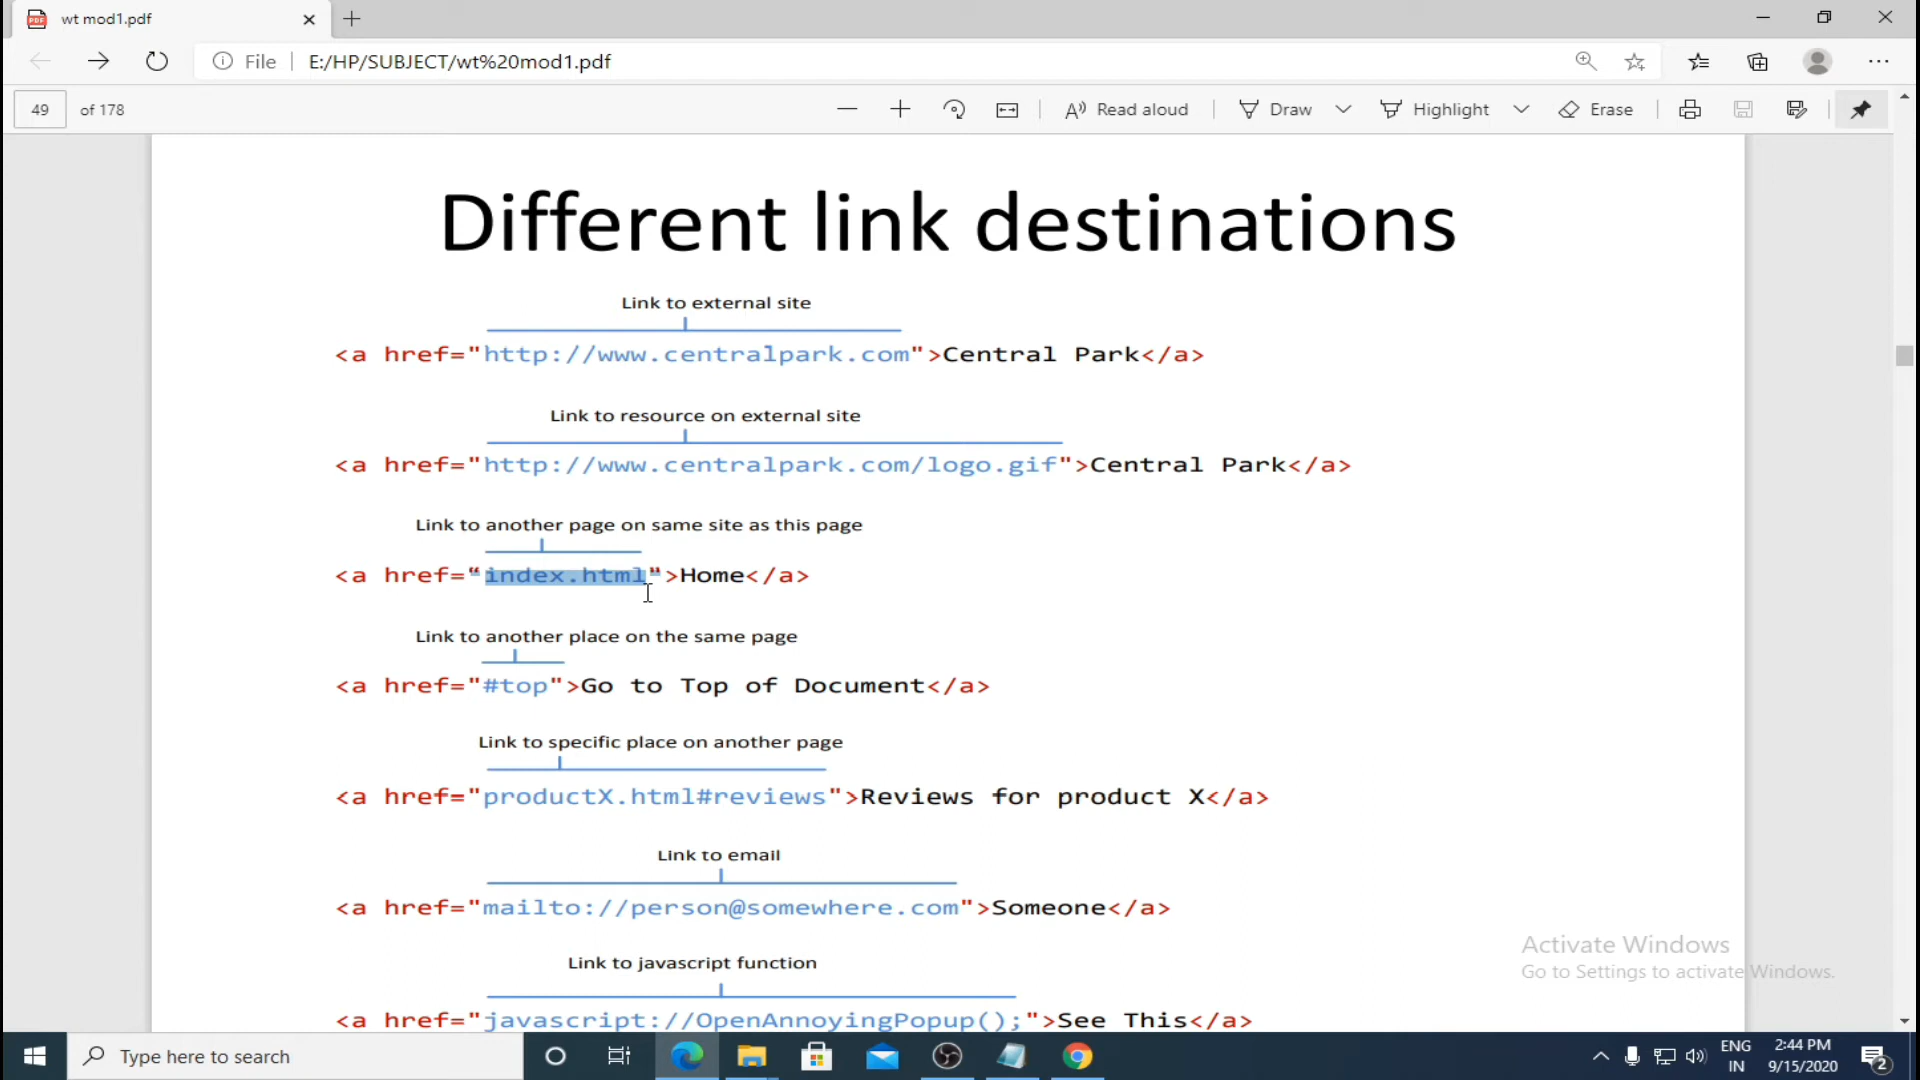 wt mod1.pdf
File E:/HP/SUBJECT/wt%20mod1.pdf
49 of 178 Read aloud Draw Highlight Erase
Different link destinations
Link to external site
<a href="http://www.centralpark.com">Central Park</a>
Link to resource on external site
<a href="http://www.centralpark.com/logo.gif">Central Park</a>
Link to another page on same site as this page
<a href=“index.html">Home</a>
Link to another place on the same page
<a href="#top">Go to Top of Document</a>
Link to specific place on another page
<a href="productX.html#reviews">Reviews for product X</a>
Link to email
<a href="mailto://person@somewhere.com">Someone</a>
Link to javascript function
<a href="javascript://OpenAnnoyingPopup();">See This</a>
Activate Windows
Go to Settings to activate Windows.
Type here to search
ENG 2:44 PM
IN 9/15/2020 2